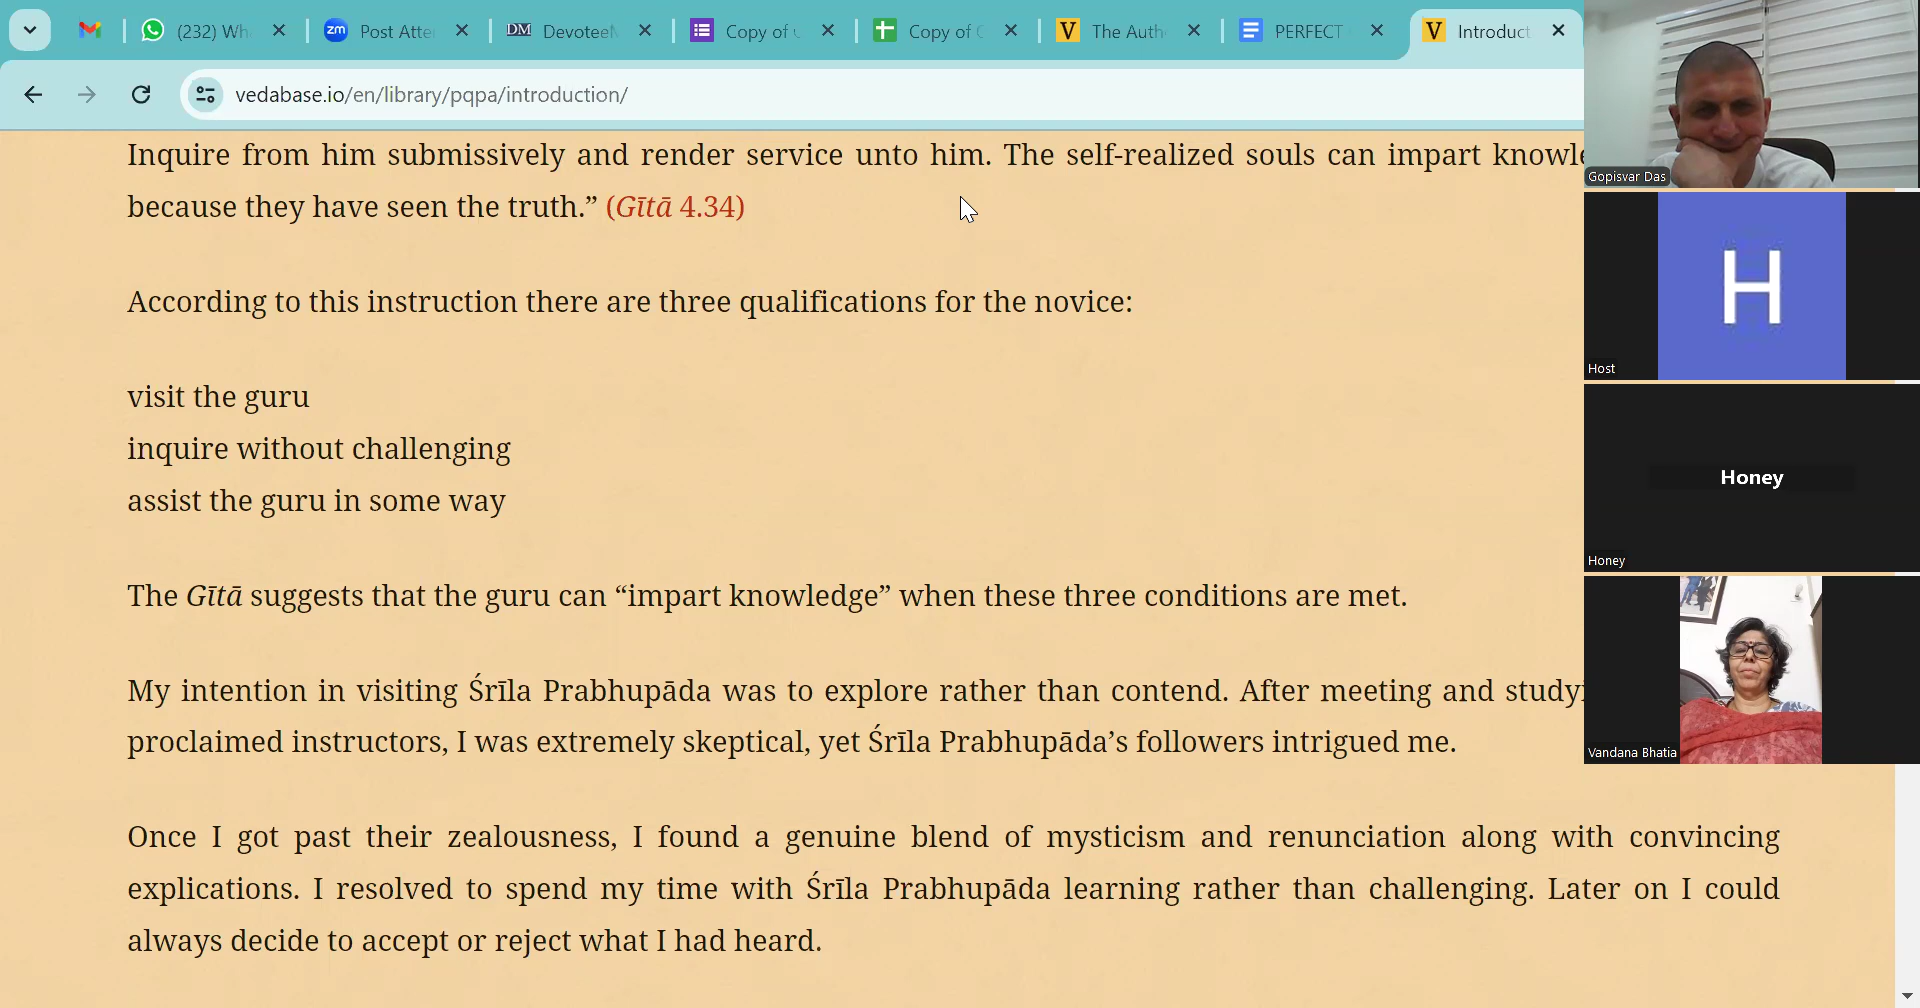 (232) Wh
zm Post Atte
DM Devotee
Copy of
Copy of
V The Auth
PERFECT
V Introduct
vedabase.io/en/library/pqpa/introduction/
Inquire from him submissively and render service unto him. The self-realized souls can impart knowle
because they have seen the truth.” (Gītā 4.34)
According to this instruction there are three qualifications for the novice:
visit the guru
inquire without challenging
assist the guru in some way
The Gītā suggests that the guru can “impart knowledge” when these three conditions are met.
My intention in visiting Śrīla Prabhupāda was to explore rather than contend. After meeting and studyi
proclaimed instructors, I was extremely skeptical, yet Śrīla Prabhupāda’s followers intrigued me.
Once I got past their zealousness, I found a genuine blend of mysticism and renunciation along with convincing
explications. I resolved to spend my time with Śrīla Prabhupāda learning rather than challenging. Later on I could
always decide to accept or reject what I had heard.
Gopisvar Das
H
Host
Honey
Honey
Vandana Bhatia